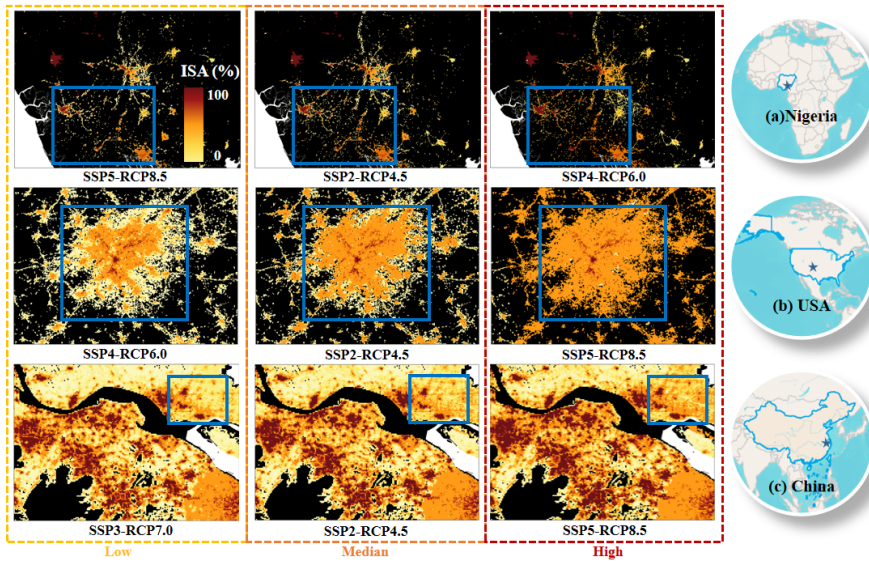 ISA (%)
100
0
SSP5-RCP8.5
SSP2-RCP4.5
SSP4-RCP6.0
(a)Nigeria
SSP4-RCP6.0
SSP2-RCP4.5
SSP5-RCP8.5
(b) USA
SSP3-RCP7.0
SSP2-RCP4.5
SSP5-RCP8.5
(c) China
Low
Median
High